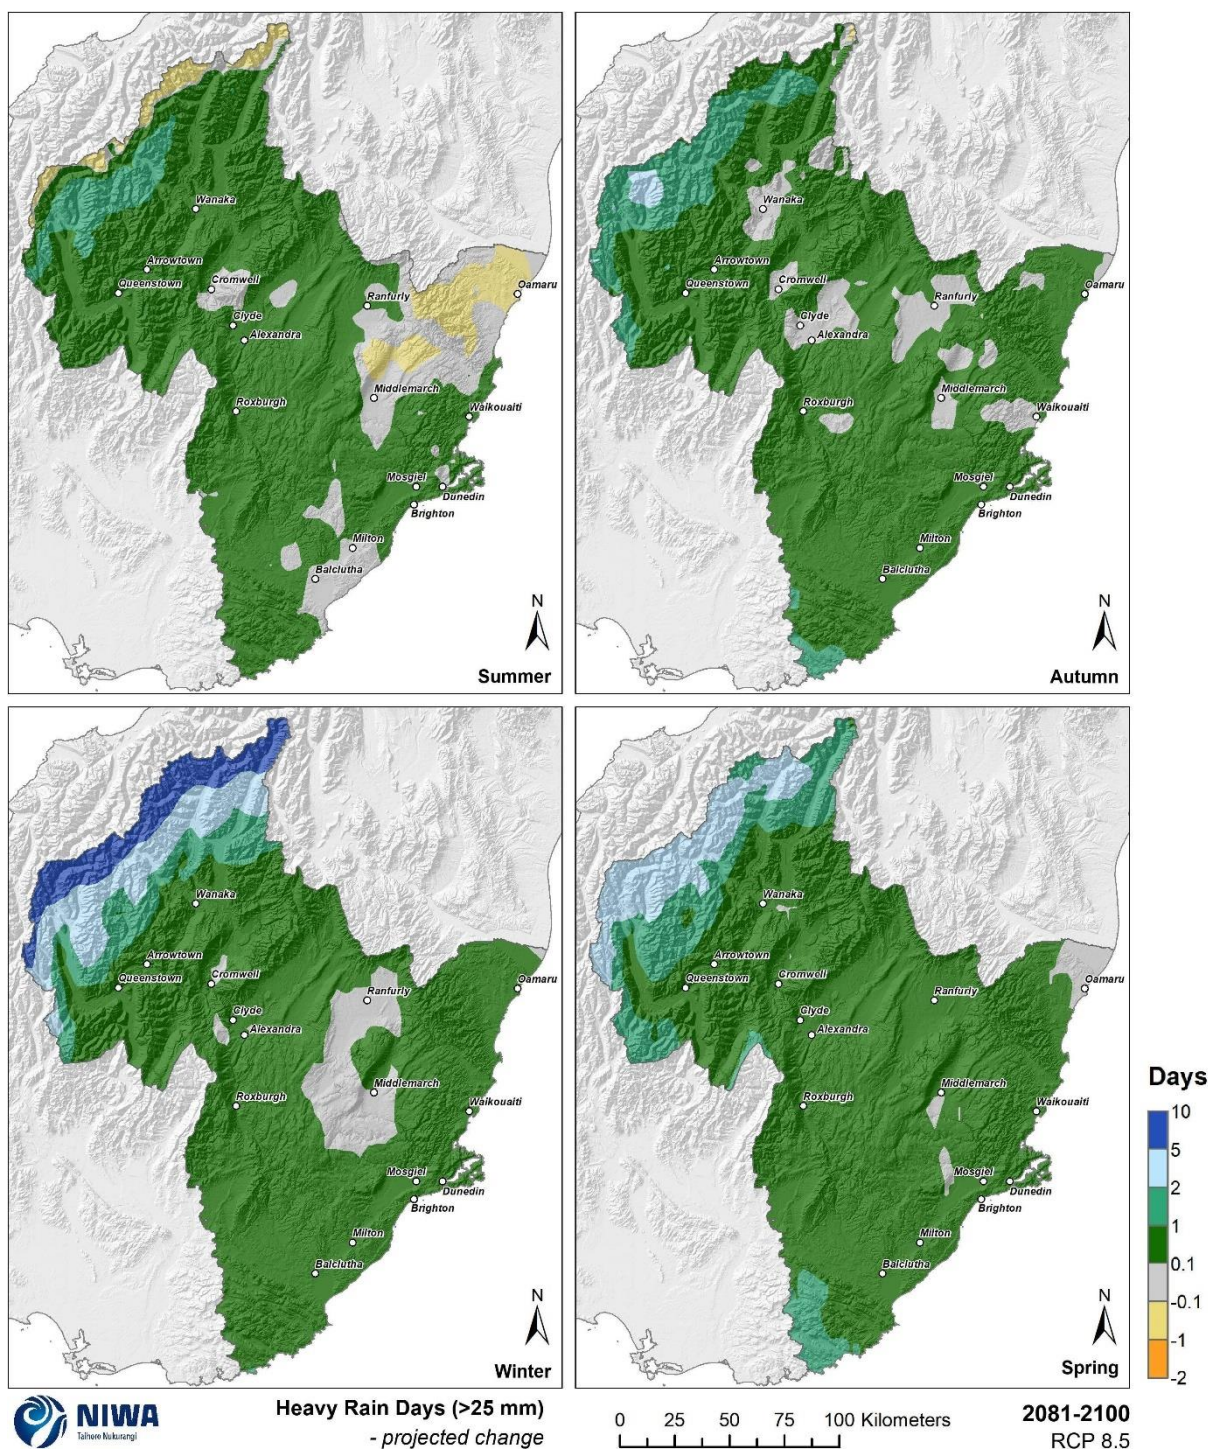 Wanaka
Arrowtown
Queenstown
Cromwell
Clyde
Alexandra
Ranfurly
Oamaru
Middlemarch
Roxburgh
Waikouaiti
Mosgiel
Dunedin
Brighton
Milton
Balclutha
N
Summer
Wanaka
Arrowtown
Queenstown
Cromwell
Clyde
Alexandra
Ranfurly
Oamaru
Middlemarch
Roxburgh
Waikouaiti
Mosgiel
Dunedin
Brighton
Milton
Balclutha
N
Autumn
Wanaka
Arrowtown
Queenstown
Cromwell
Clyde
Alexandra
Ranfurly
Oamaru
Middlemarch
Roxburgh
Waikouaiti
Mosgiel
Dunedin
Brighton
Milton
Balclutha
N
Winter
Wanaka
Arrowtown
Queenstown
Cromwell
Clyde
Alexandra
Ranfurly
Oamaru
Middlemarch
Roxburgh
Waikouaiti
Mosgiel
Dunedin
Brighton
Milton
Balclutha
N
Spring
Days
10
5
2
1
0.1
-0.1
-1
-2
NIWA
Taihoro Nukurangi
Heavy Rain Days (>25 mm)
- projected change
0 25 50 75 100 Kilometers
2081-2100
RCP 8.5